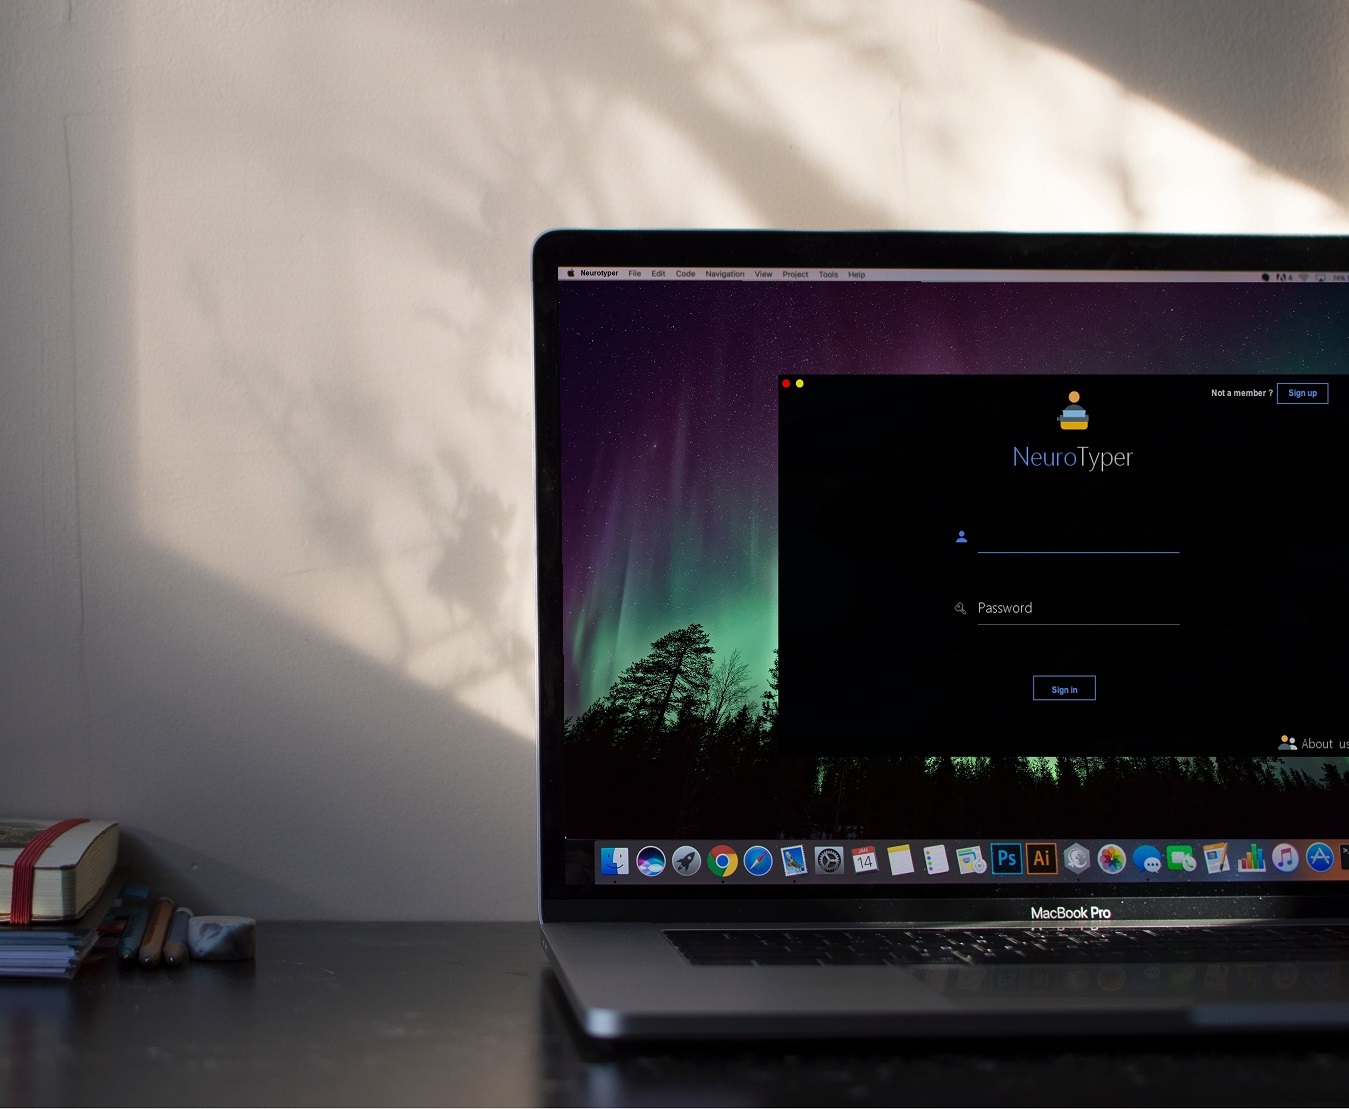 Neurotyper File Edit Code Navigation View Project Tools Help
Not a member ? Sign up
NeuroTyper
Password
Sign in
About us
JAN
14
Ps Ai
MacBook Pro